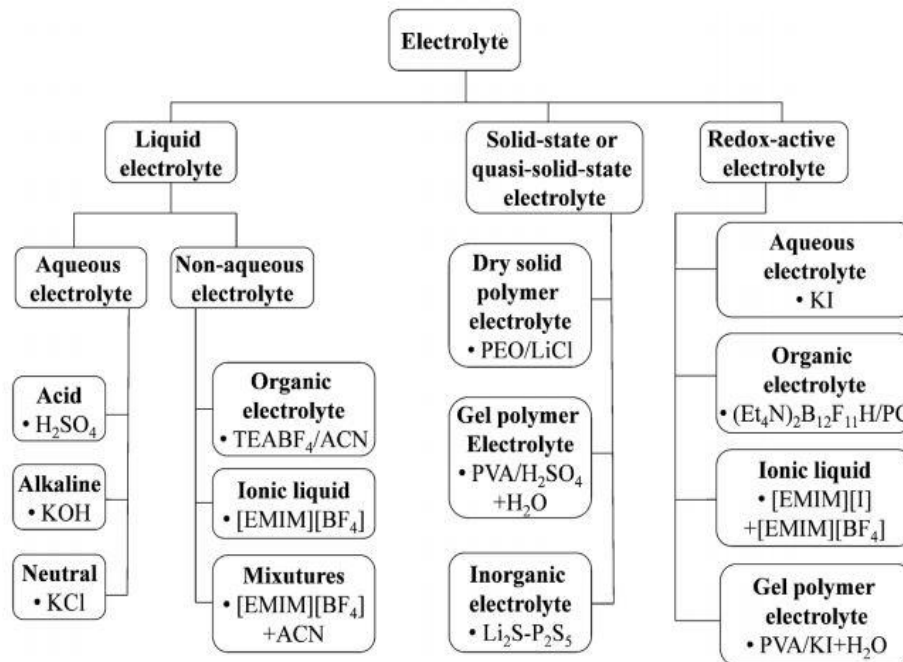 Electrolyte
Liquid
electrolyte
Solid-state or
quasi-solid-state
electrolyte
Redox-active
electrolyte
Aqueous
electrolyte
Non-aqueous
electrolyte
Acid
• H₂SO₄
Alkaline
• KOH
Neutral
• KCl
Organic
electrolyte
• TEABF₄/ACN
Ionic liquid
• [EMIM][BF₄]
Mixutures
• [EMIM][BF₄]
+ACN
Dry solid
polymer
electrolyte
• PEO/LiCl
Gel polymer
Electrolyte
• PVA/H₂SO₄
+H₂O
Inorganic
electrolyte
• Li₂S-P₂S₅
Aqueous
electrolyte
• KI
Organic
electrolyte
• (Et₄N)₂B₁₂F₁₁H/PC
Ionic liquid
• [EMIM][I]
+[EMIM][BF₄]
Gel polymer
electrolyte
• PVA/KI+H₂O